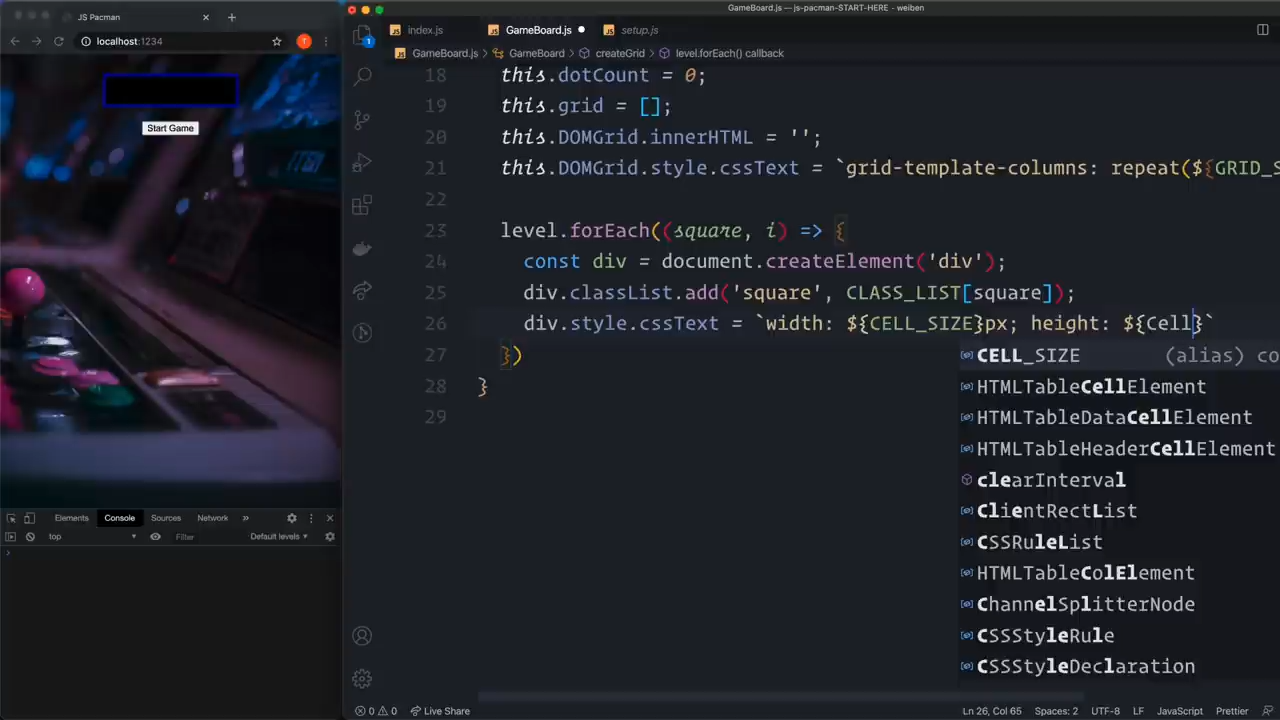 JS Pacman
localhost:1234
T
Start Game
Elements
Console
Sources
Network
»
top
Filter
Default levels
GameBoard.js — js-pacman-START-HERE - weiben
index.js
GameBoard.js
setup.js
GameBoard.js > GameBoard > createGrid > level.forEach() callback
1
18 this.dotCount = 0;
19 this.grid = [];
20 this.DOMGrid.innerHTML = '';
21 this.DOMGrid.style.cssText = `grid-template-columns: repeat(${GRID_S
22
23 level.forEach((square, i) => {
24 const div = document.createElement('div');
25 div.classList.add('square', CLASS_LIST[square]);
26 div.style.cssText = `width: ${CELL_SIZE}px; height: ${Cell}`
27 })
28 }
29
CELL_SIZE (alias) co
HTMLTableCellElement
HTMLTableDataCellElement
HTMLTableHeaderCellElement
clearInterval
ClientRectList
CSSRuleList
HTMLTableColElement
ChannelSplitterNode
CSSStyleRule
CSSStyleDeclaration
0 0 Live Share
Ln 26, Col 65 Spaces: 2 UTF-8 LF JavaScript Prettier